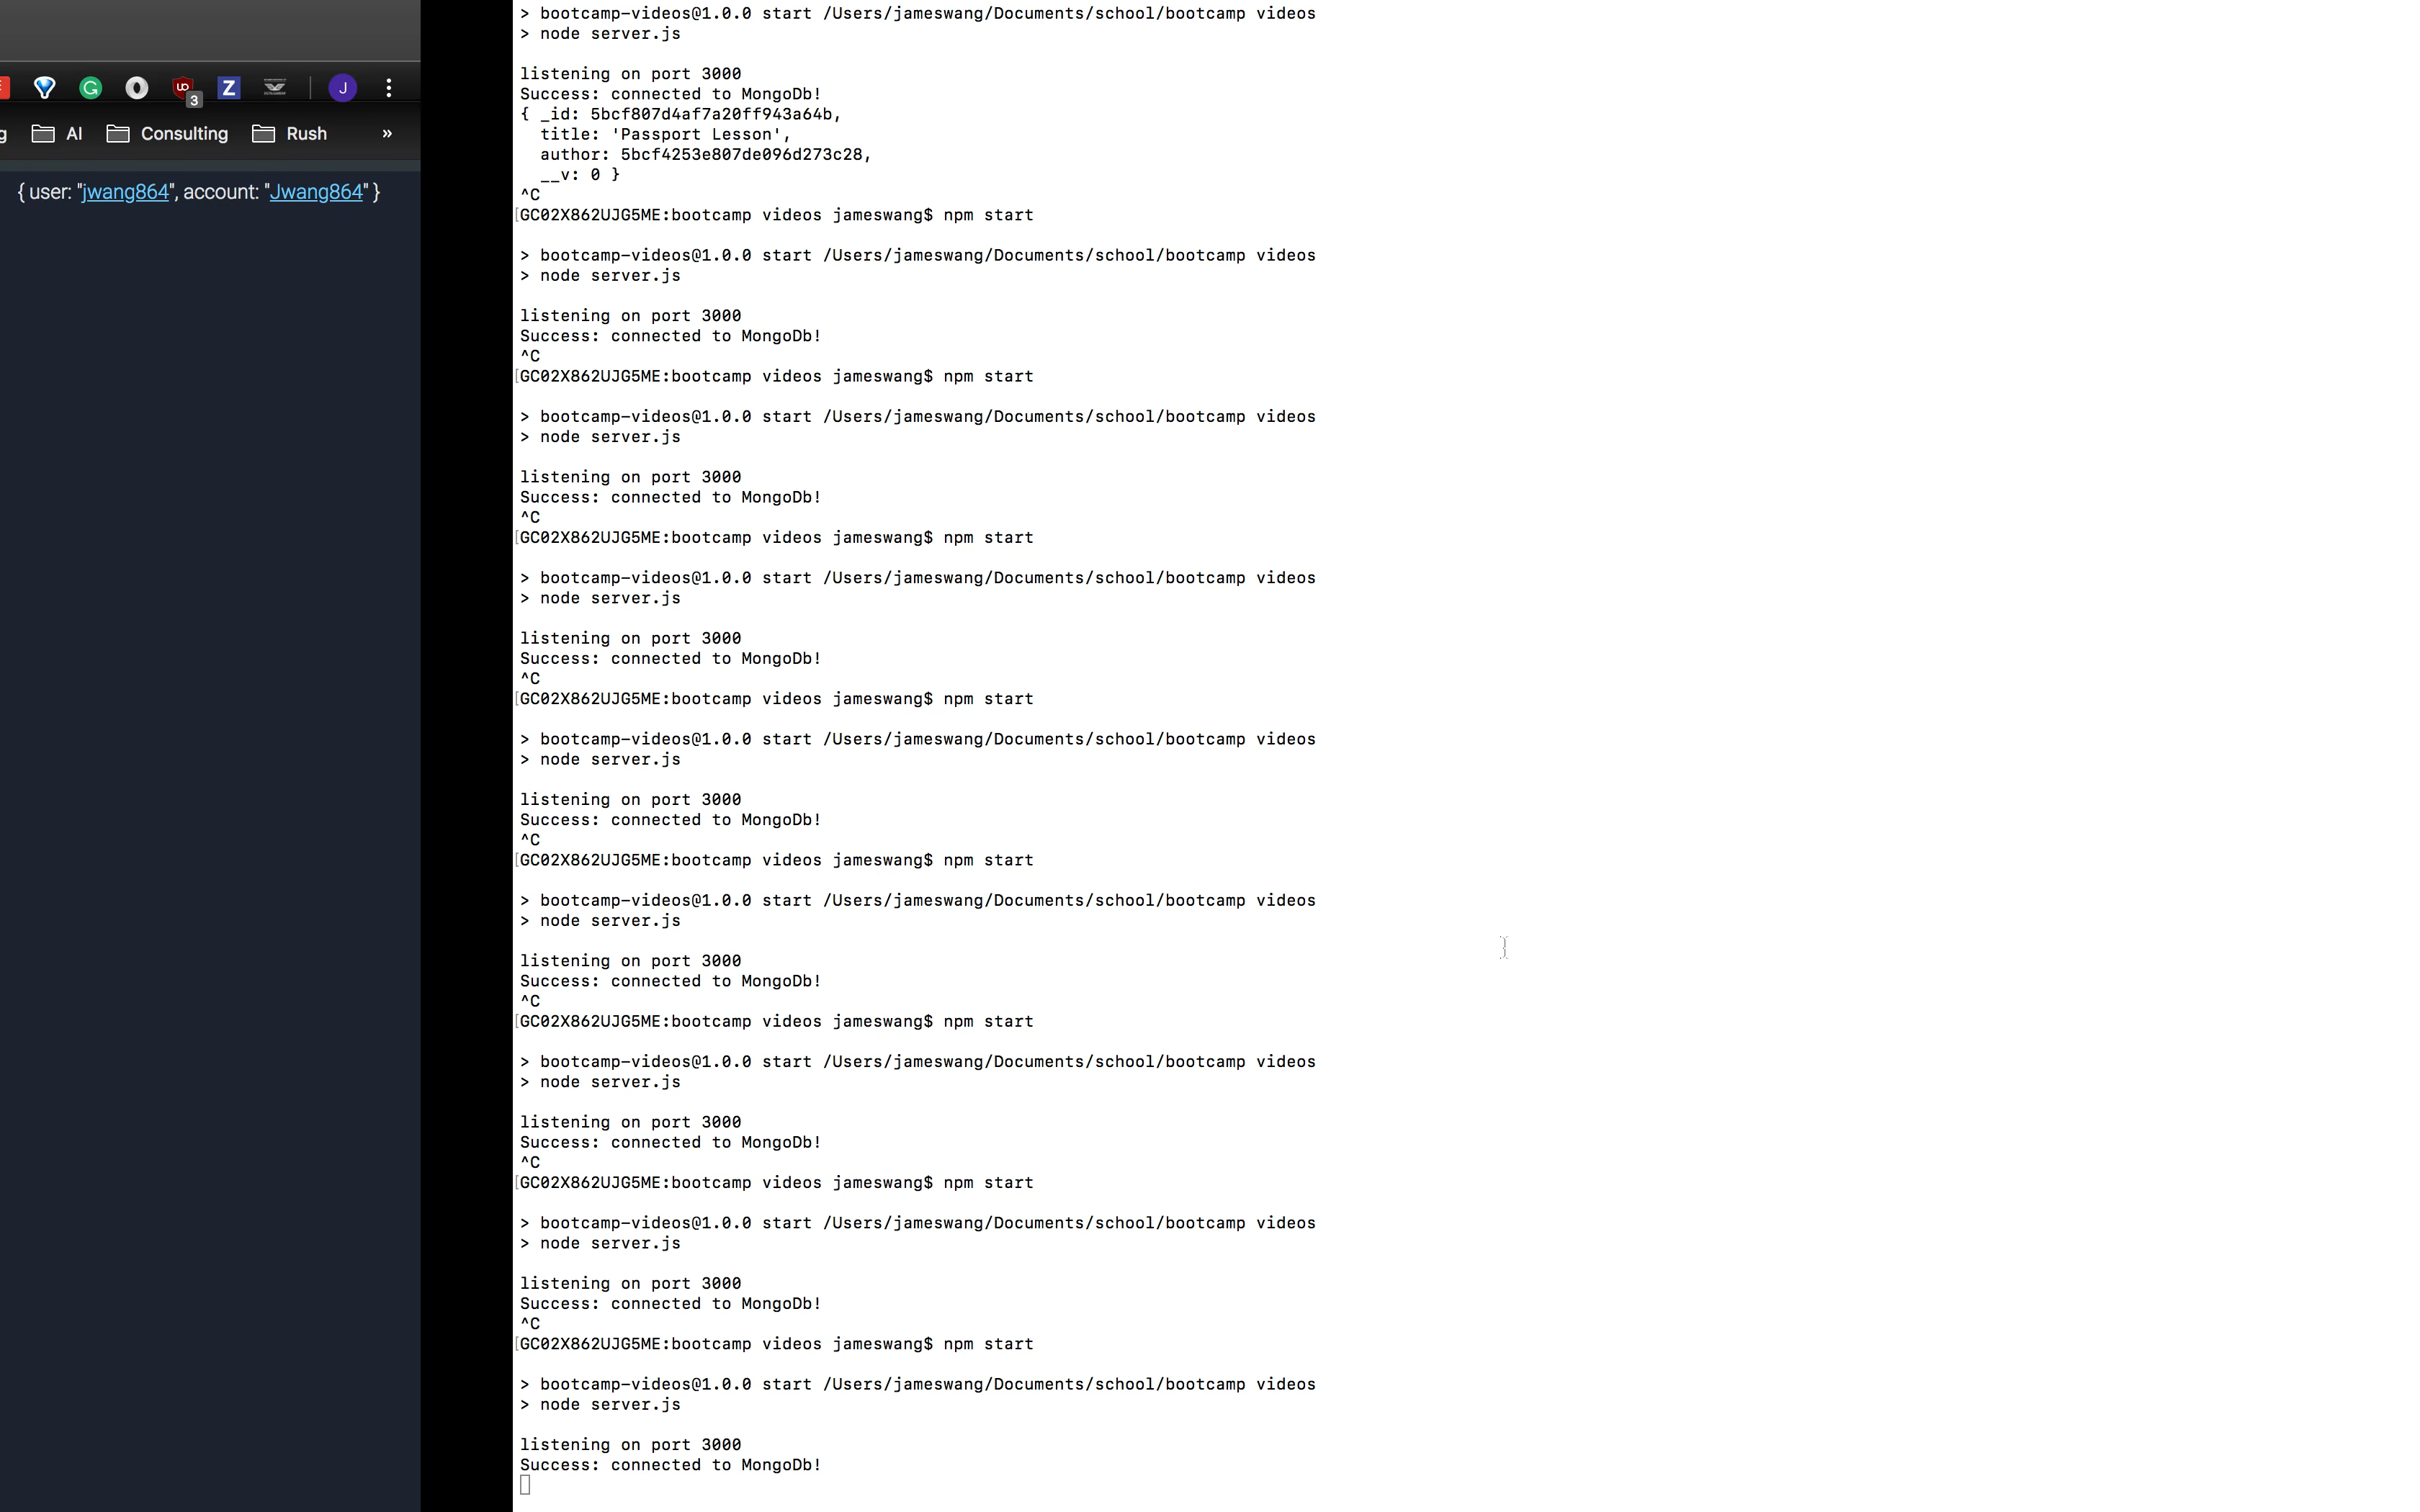 J
3
Z
G
AI
Consulting
Rush
»
{ user: "jwang864", account: "Jwang864" }
> bootcamp-videos@1.0.0 start /Users/jameswang/Documents/school/bootcamp videos
> node server.js
listening on port 3000
Success: connected to MongoDb!
{ _id: 5bcf807d4af7a20ff943a64b,
title: 'Passport Lesson',
author: 5bcf4253e807de096d273c28,
__v: 0 }
^C
[GC02X862UJG5ME:bootcamp videos jameswang$ npm start
> bootcamp-videos@1.0.0 start /Users/jameswang/Documents/school/bootcamp videos
> node server.js
listening on port 3000
Success: connected to MongoDb!
^C
[GC02X862UJG5ME:bootcamp videos jameswang$ npm start
> bootcamp-videos@1.0.0 start /Users/jameswang/Documents/school/bootcamp videos
> node server.js
listening on port 3000
Success: connected to MongoDb!
^C
[GC02X862UJG5ME:bootcamp videos jameswang$ npm start
> bootcamp-videos@1.0.0 start /Users/jameswang/Documents/school/bootcamp videos
> node server.js
listening on port 3000
Success: connected to MongoDb!
^C
[GC02X862UJG5ME:bootcamp videos jameswang$ npm start
> bootcamp-videos@1.0.0 start /Users/jameswang/Documents/school/bootcamp videos
> node server.js
listening on port 3000
Success: connected to MongoDb!
^C
[GC02X862UJG5ME:bootcamp videos jameswang$ npm start
> bootcamp-videos@1.0.0 start /Users/jameswang/Documents/school/bootcamp videos
> node server.js
listening on port 3000
Success: connected to MongoDb!
^C
[GC02X862UJG5ME:bootcamp videos jameswang$ npm start
> bootcamp-videos@1.0.0 start /Users/jameswang/Documents/school/bootcamp videos
> node server.js
listening on port 3000
Success: connected to MongoDb!
^C
[GC02X862UJG5ME:bootcamp videos jameswang$ npm start
> bootcamp-videos@1.0.0 start /Users/jameswang/Documents/school/bootcamp videos
> node server.js
listening on port 3000
Success: connected to MongoDb!
^C
[GC02X862UJG5ME:bootcamp videos jameswang$ npm start
> bootcamp-videos@1.0.0 start /Users/jameswang/Documents/school/bootcamp videos
> node server.js
listening on port 3000
Success: connected to MongoDb!